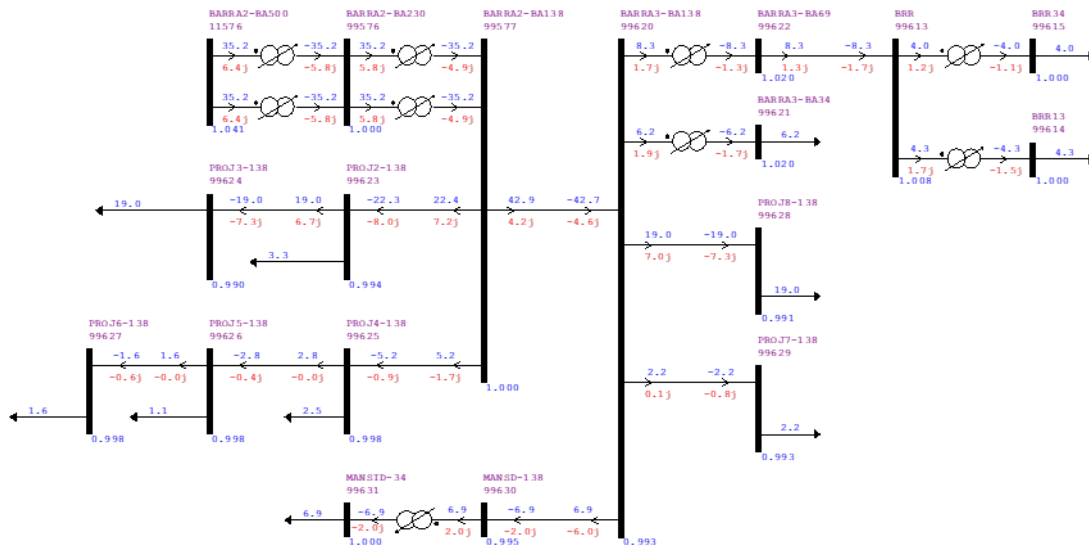 BARRA2-BA500 BARRA2-BA230 BARRA2-BA138 BARRA3-BA138 BARRA3-BA69 BRR BRR34
11576 99576 99577 99620 99622 99613 99615
35.2 -35.2 35.2 -35.2 8.3 -8.3 8.3 -8.3 4.0 -4.0 4.0
6.4j -5.8j 5.8j -4.9j 1.7j -1.3j 1.3j -1.7j 1.2j -1.1j
1.020 1.000
35.2 -35.2 35.2 -35.2 BARRA3-BA34
6.4j -5.8j 5.8j -4.9j 99621
1.041 1.000 BRR13
99614
6.2 -6.2 6.2
1.9j -1.7j
1.020
4.3 -4.3 4.3
1.7j -1.5j
1.008 1.000
PROJ3-138 PROJ2-138
99624 99623
PROJ8-138
99628
19.0 -19.0 19.0 -22.3 22.4 42.9 -42.7
-7.3j 6.7j -8.0j 7.2j 4.2j -4.6j
19.0 -19.0
7.0j -7.3j
3.3
0.990 0.994
19.0
0.991
PROJ6-138 PROJ5-138 PROJ4-138
99627 99626 99625
PROJ7-138
99629
-1.6 1.6 -2.8 2.8 -5.2 5.2
-0.6j -0.0j -0.4j -0.0j -0.9j -1.7j
1.000
2.2 -2.2
0.1j -0.8j
1.6 1.1 2.5
0.998 0.998 0.998
2.2
0.993
MANSID-34 MANSD-138
99631 99630
6.9 -6.9 6.9 -6.9 6.9
-2.0j 2.0j -2.0j -6.0j
1.000 0.995 0.993